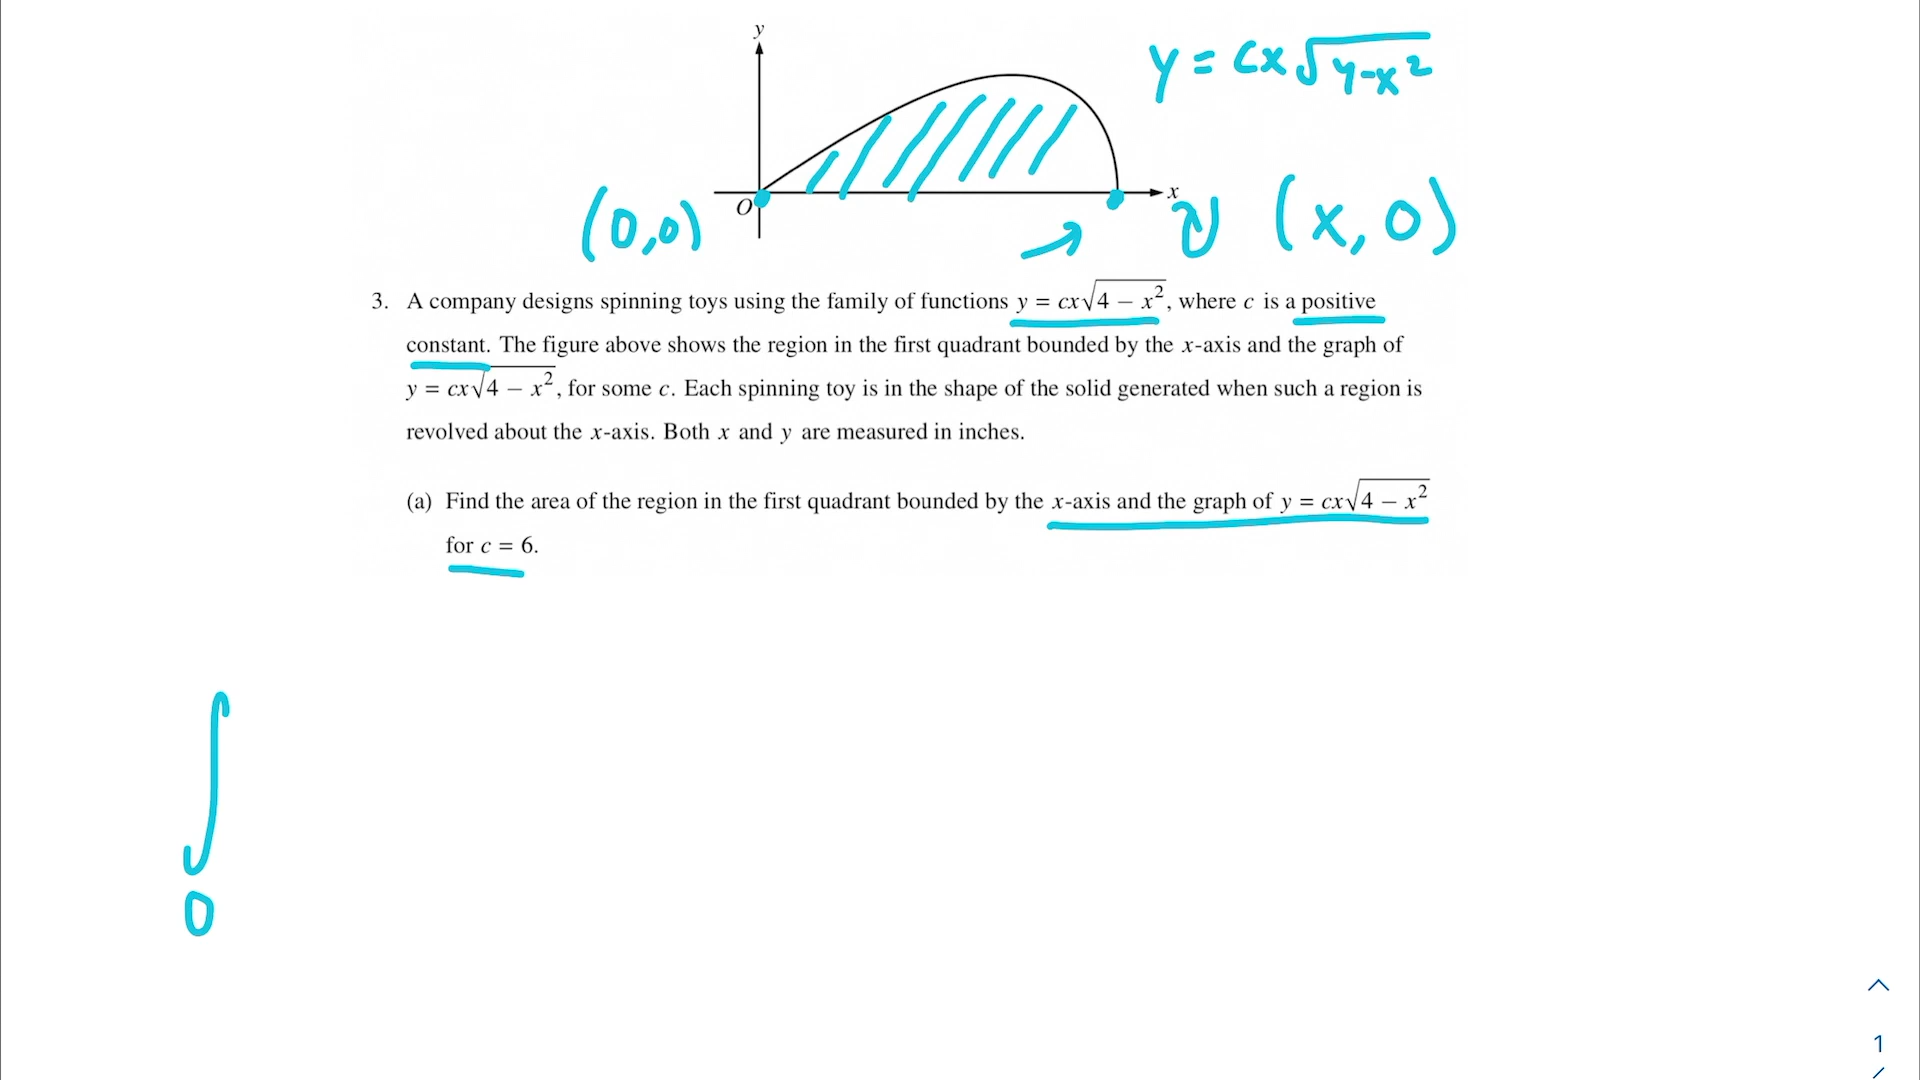 y
y = cx√4-x²
O
x
(0,0)
(x,0)
3. A company designs spinning toys using the family of functions y = cx√4 − x², where c is a positive
constant. The figure above shows the region in the first quadrant bounded by the x-axis and the graph of
y = cx√4 − x², for some c. Each spinning toy is in the shape of the solid generated when such a region is
revolved about the x-axis. Both x and y are measured in inches.
(a) Find the area of the region in the first quadrant bounded by the x-axis and the graph of y = cx√4 − x²
for c = 6.
∫
0
1